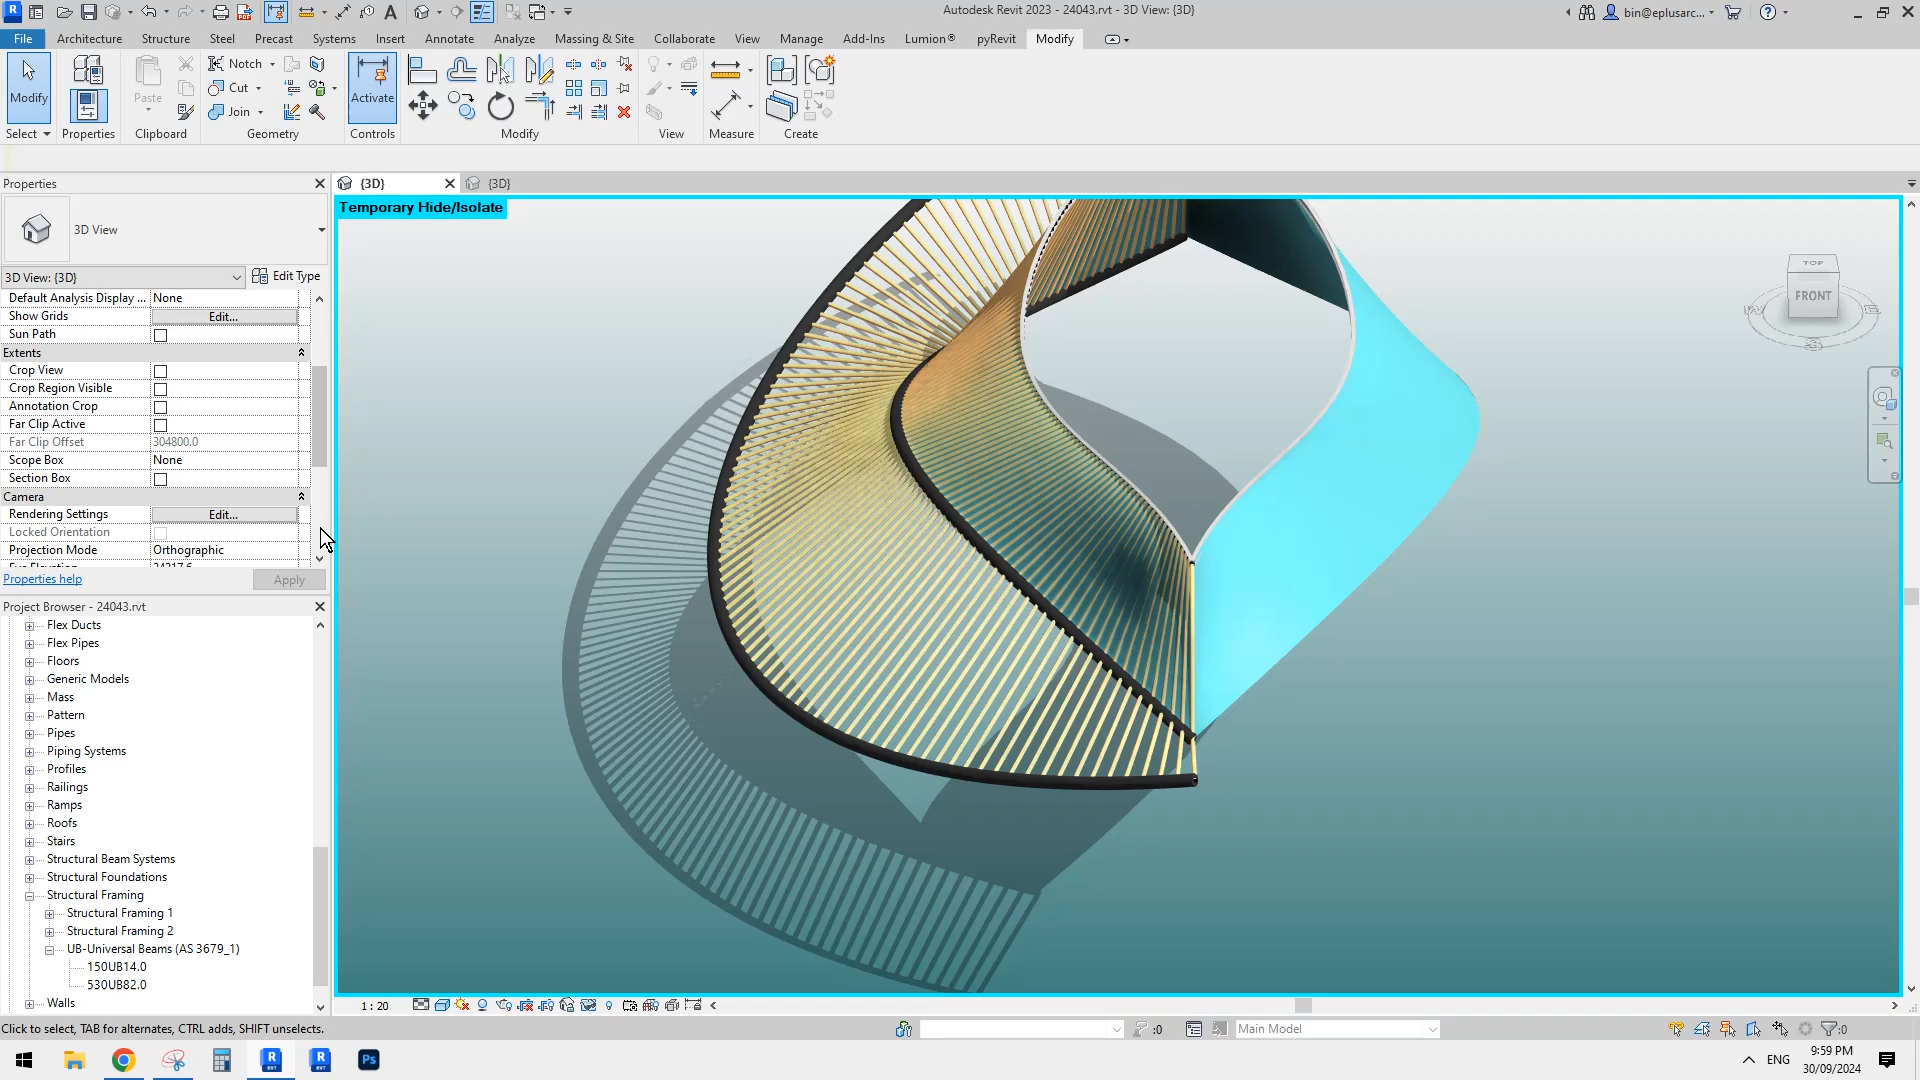 Autodesk Revit 2023 - 24043.rvt - 3D View: {3D}
bin@eplusarc...
File Architecture Structure Steel Precast Systems Insert Annotate Analyze Massing & Site Collaborate View Manage Add-Ins Lumion® pyRevit Modify
Modify
Paste
Notch
Cut
Join
Activate
Select Properties Clipboard Geometry Controls Modify View Measure Create
Properties
{3D}
{3D}
Temporary Hide/Isolate
3D View
3D View: {3D}
Edit Type
Default Analysis Display ... None
Show Grids Edit...
Sun Path
Extents
Crop View
Crop Region Visible
Annotation Crop
Far Clip Active
Far Clip Offset 304800.0
Scope Box None
Section Box
Camera
Rendering Settings Edit...
Locked Orientation
Projection Mode Orthographic
Properties help
Apply
TOP
FRONT
Project Browser - 24043.rvt
Flex Ducts
Flex Pipes
Floors
Generic Models
Mass
Pattern
Pipes
Piping Systems
Profiles
Railings
Ramps
Roofs
Stairs
Structural Beam Systems
Structural Foundations
Structural Framing
Structural Framing 1
Structural Framing 2
UB-Universal Beams (AS 3679_1)
150UB14.0
530UB82.0
Walls
1 : 20
Click to select, TAB for alternates, CTRL adds, SHIFT unselects.
:0
Main Model
:0
ENG
9:59 PM
30/09/2024